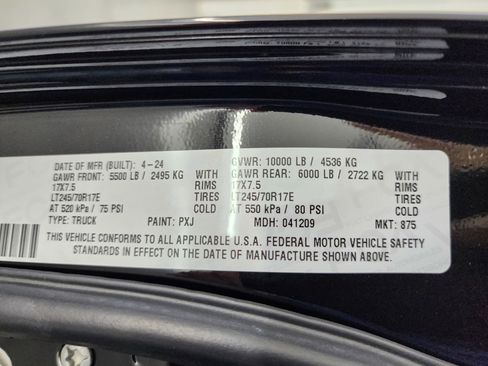 DATE OF MFR (BUILT): 4-24 GVWR: 10000 LB / 4536 KG
GAWR FRONT: 5500 LB / 2495 KG WITH GAWR REAR: 6000 LB / 2722 KG WITH
17X7.5 RIMS 17X7.5 RIMS
LT245/70R17E TIRES LT245/70R17E TIRES
AT 520 kPa / 75 PSI COLD AT 550 kPa / 80 PSI COLD
TYPE: TRUCK PAINT: PXJ MDH: 041209 MKT: 875
THIS VEHICLE CONFORMS TO ALL APPLICABLE U.S.A. FEDERAL MOTOR VEHICLE SAFETY
STANDARDS IN EFFECT ON THE DATE OF MANUFACTURE SHOWN ABOVE.